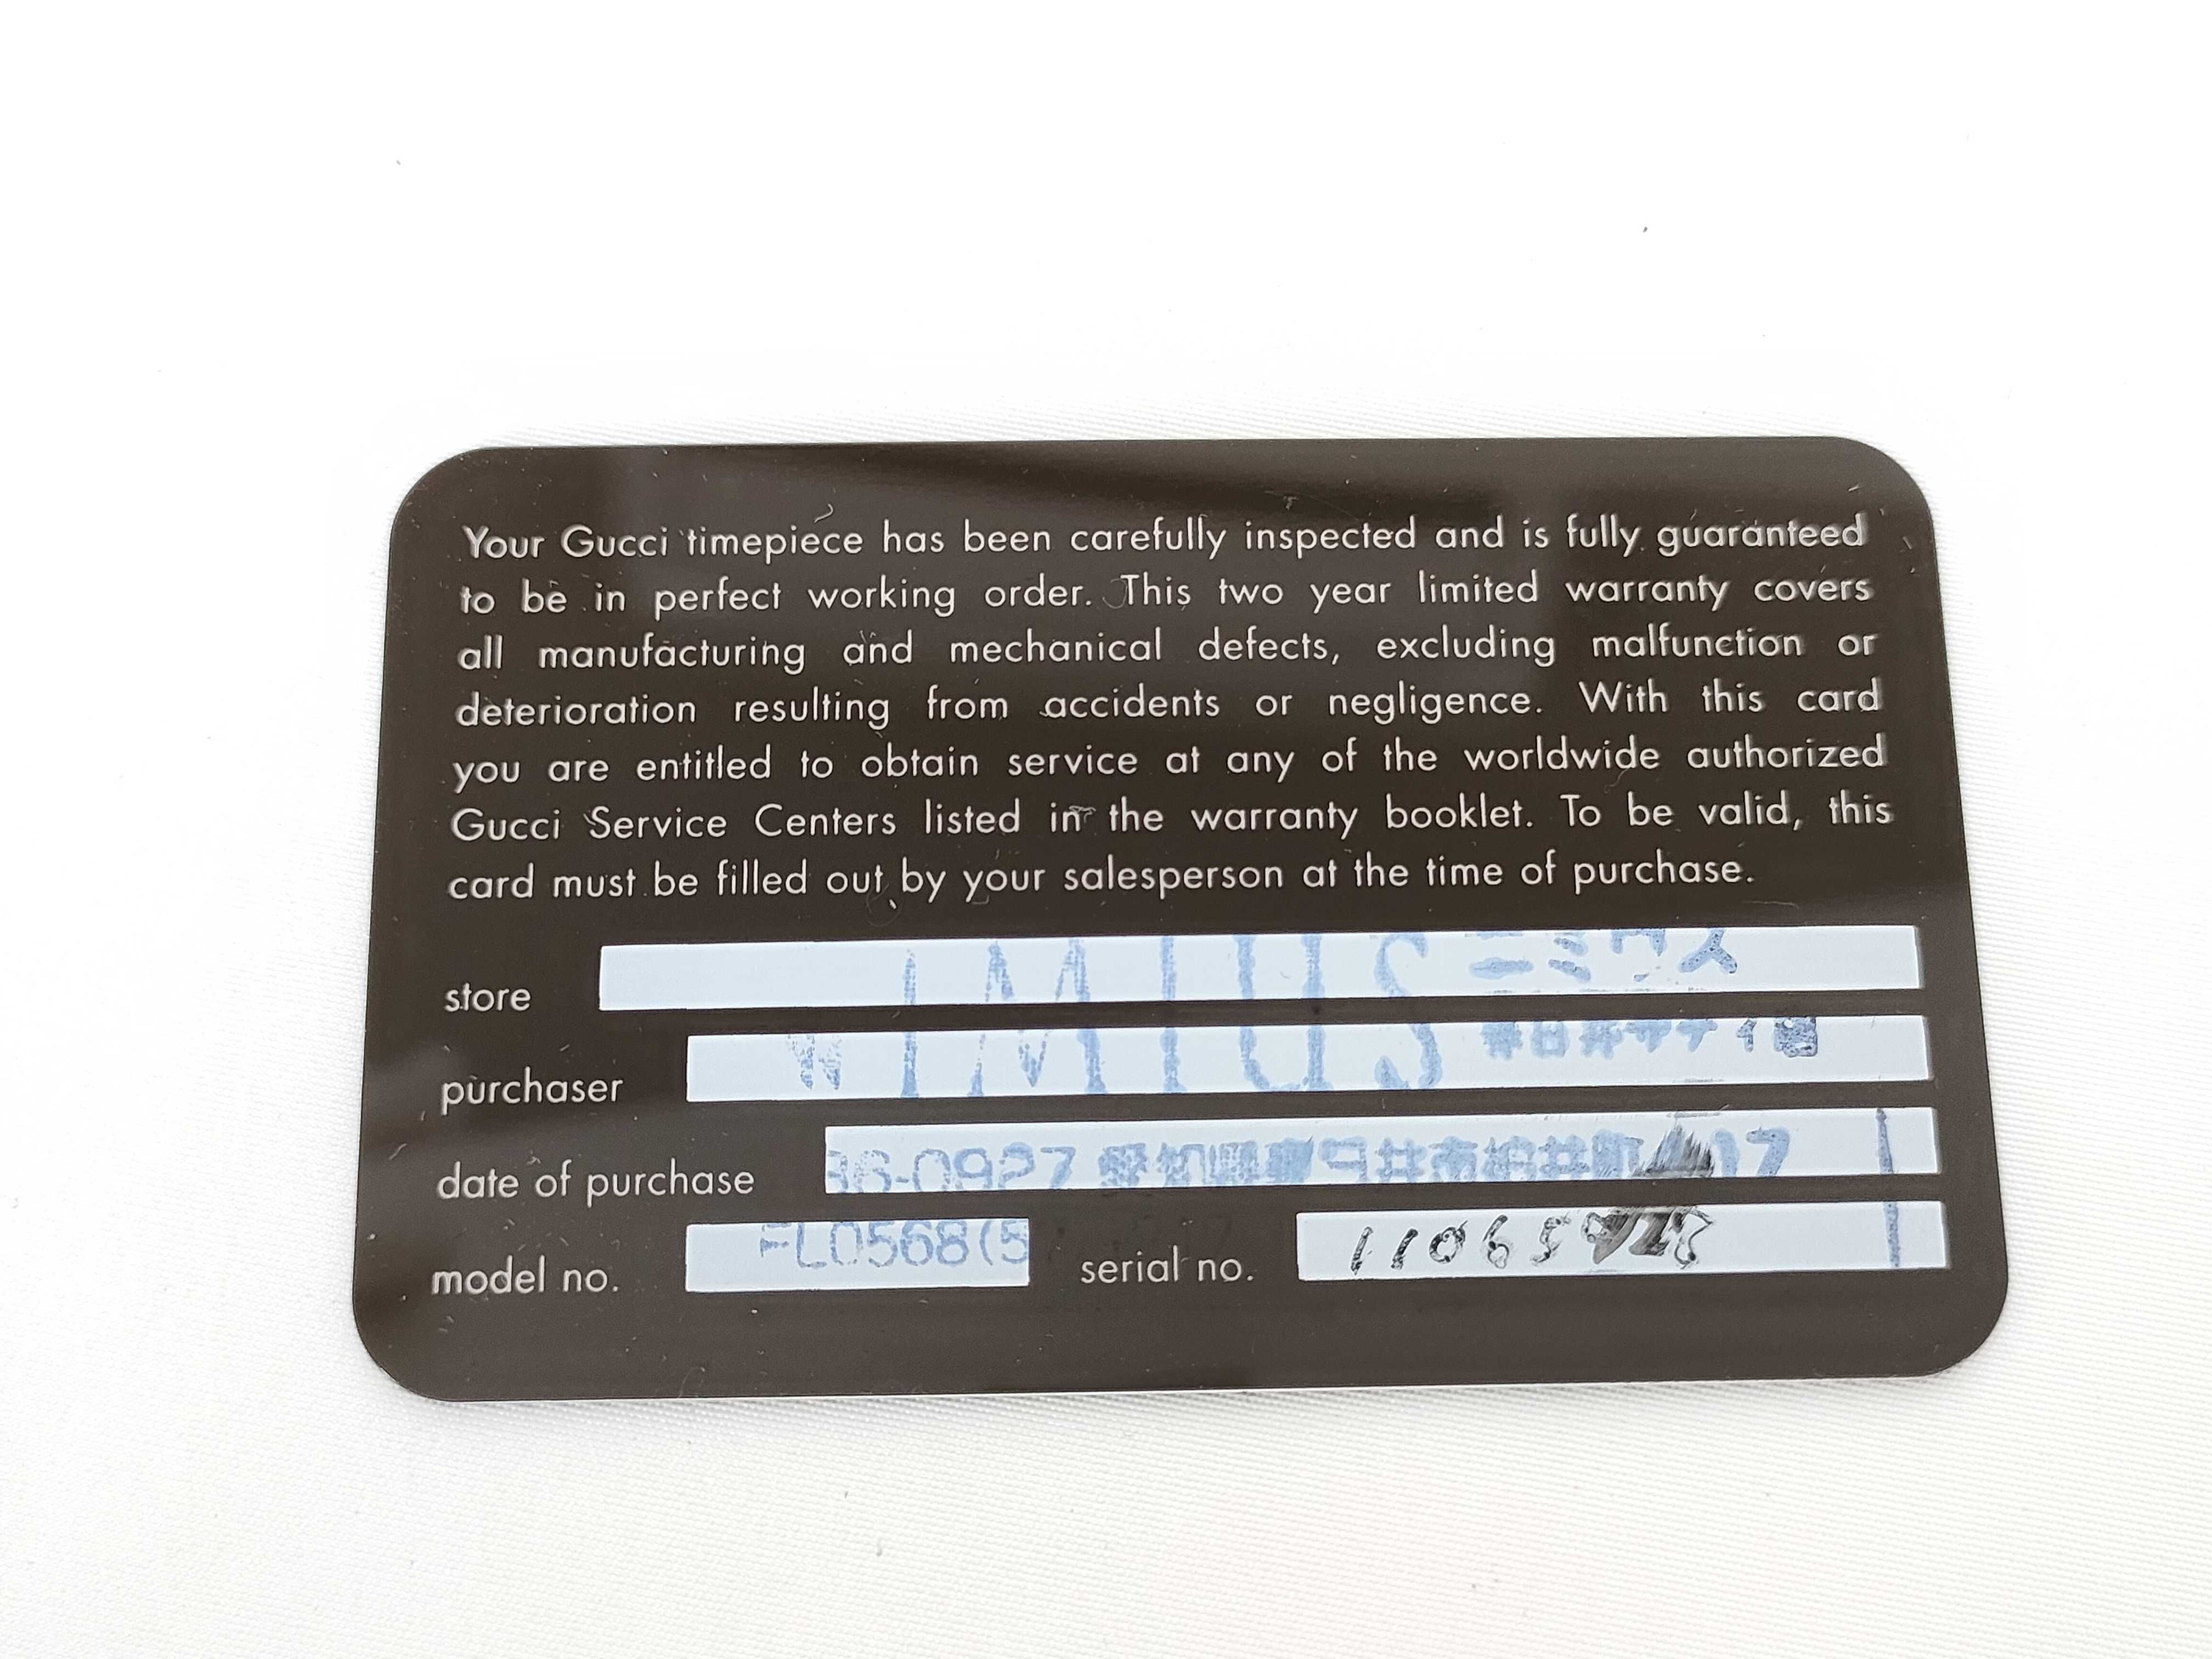 Your Gucci timepiece has been carefully inspected and is fully guaranteed
to be in perfect working order. This two year limited warranty covers
all manufacturing and mechanical defects, excluding malfunction or
deterioration resulting from accidents or negligence. With this card
you are entitled to obtain service at any of the worldwide authorized
Gucci Service Centers listed in the warranty booklet. To be valid, this
card must be filled out by your salesperson at the time of purchase.
store
purchaser
date of purchase
model no.
serial no. 11065